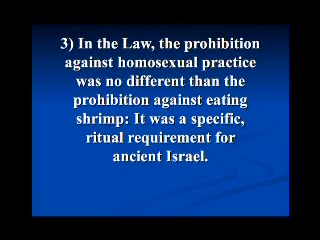 3) In the Law, the prohibition
against homosexual practice
was no different than the
prohibition against eating
shrimp: It was a specific,
ritual requirement for
ancient Israel.